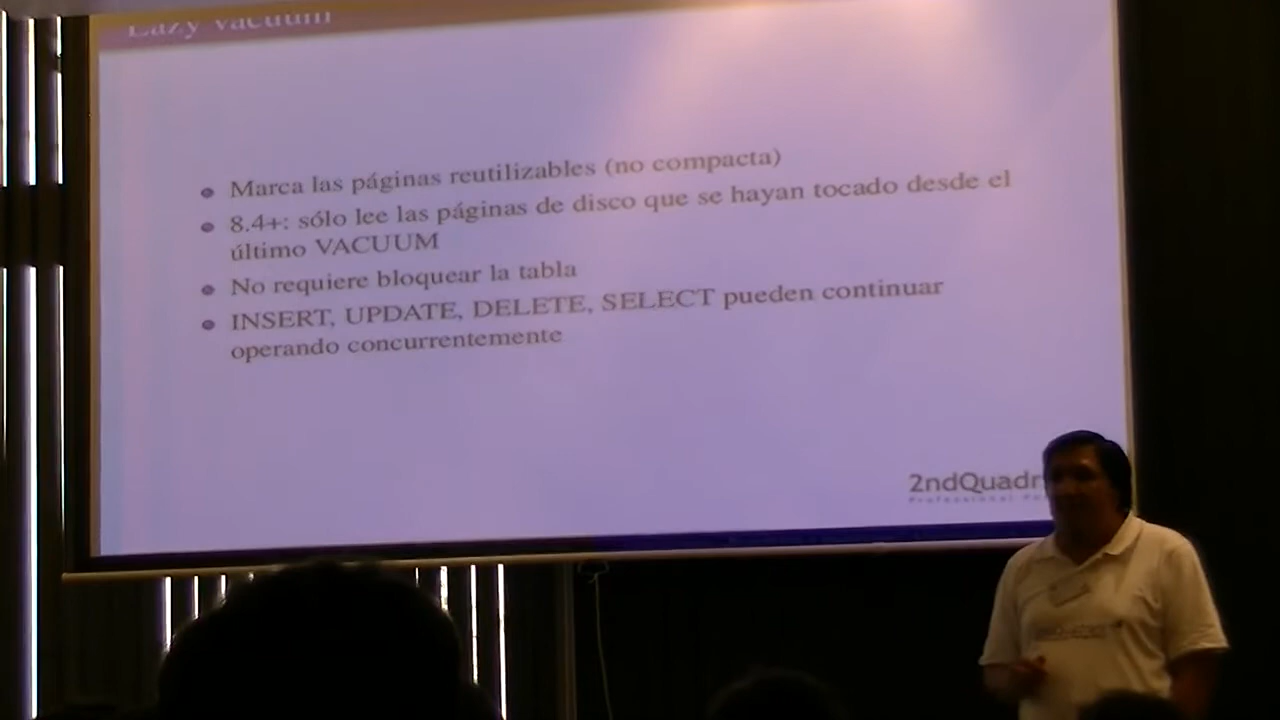 Lazy vacuum
Marca las páginas reutilizables (no compacta)
8.4+: sólo lee las páginas de disco que se hayan tocado desde el
último VACUUM
No requiere bloquear la tabla
INSERT, UPDATE, DELETE, SELECT pueden continuar
operando concurrentemente
2ndQuadr
Professional